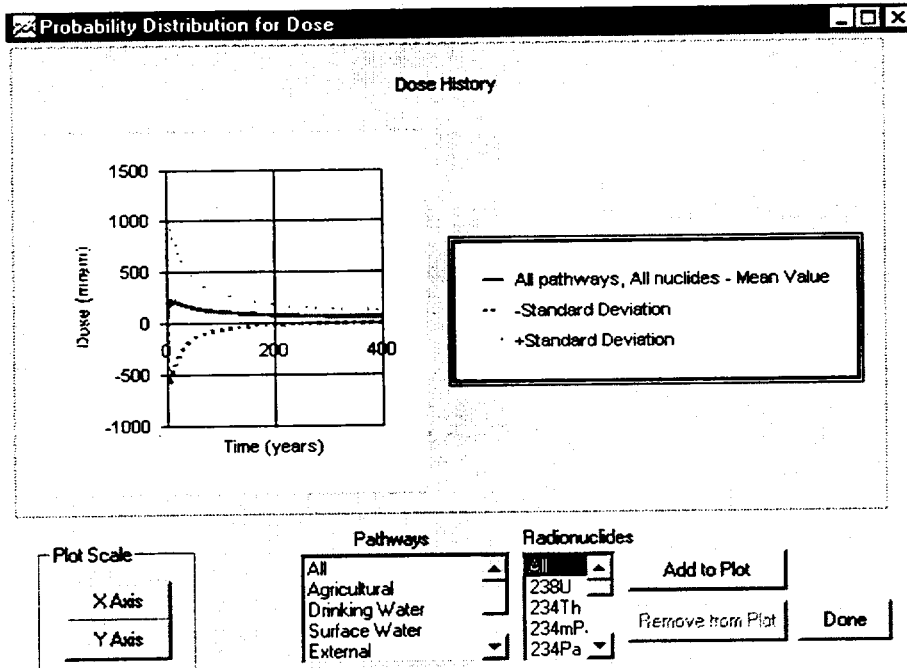 Probability Distribution for Dose
Dose History
1500
1000
500
0
-500
-1000
0
200
400
Dose (mrem)
Time (years)
All pathways, All nuclides - Mean Value
-Standard Deviation
+Standard Deviation
Plot Scale
X Axis
Y Axis
Pathways
All
Agricultural
Drinking Water
Surface Water
External
Radionuclides
All
238U
234Th
234mP
234Pa
Add to Plot
Remove from Plot
Done